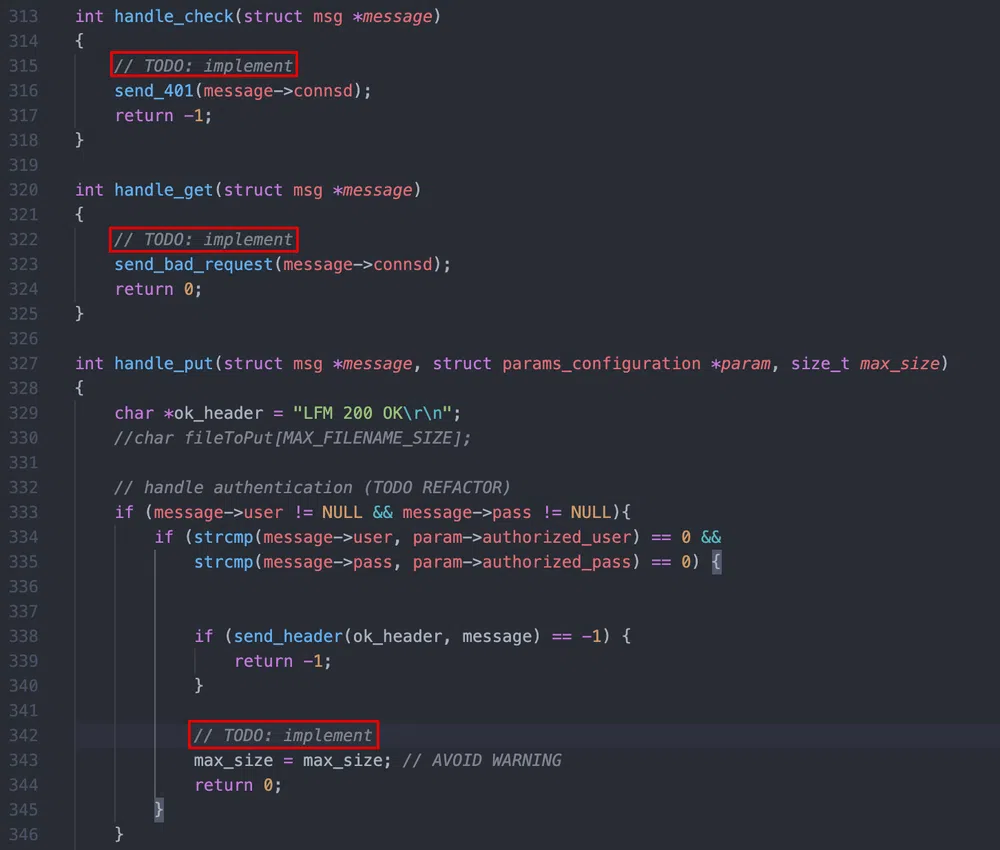 313 int handle_check(struct msg *message)
314 {
315 // TODO: implement
316 send_401(message->connsd);
317 return -1;
318 }
319
320 int handle_get(struct msg *message)
321 {
322 // TODO: implement
323 send_bad_request(message->connsd);
324 return 0;
325 }
326
327 int handle_put(struct msg *message, struct params_configuration *param, size_t max_size)
328 {
329 char *ok_header = "LFM 200 OK\r\n";
330 //char fileToPut[MAX_FILENAME_SIZE];
331
332 // handle authentication (TODO REFACTOR)
333 if (message->user != NULL && message->pass != NULL){
334 if (strcmp(message->user, param->authorized_user) == 0 &&
335 strcmp(message->pass, param->authorized_pass) == 0) {
336
337
338 if (send_header(ok_header, message) == -1) {
339 return -1;
340 }
341
342 // TODO: implement
343 max_size = max_size; // AVOID WARNING
344 return 0;
345 }
346 }